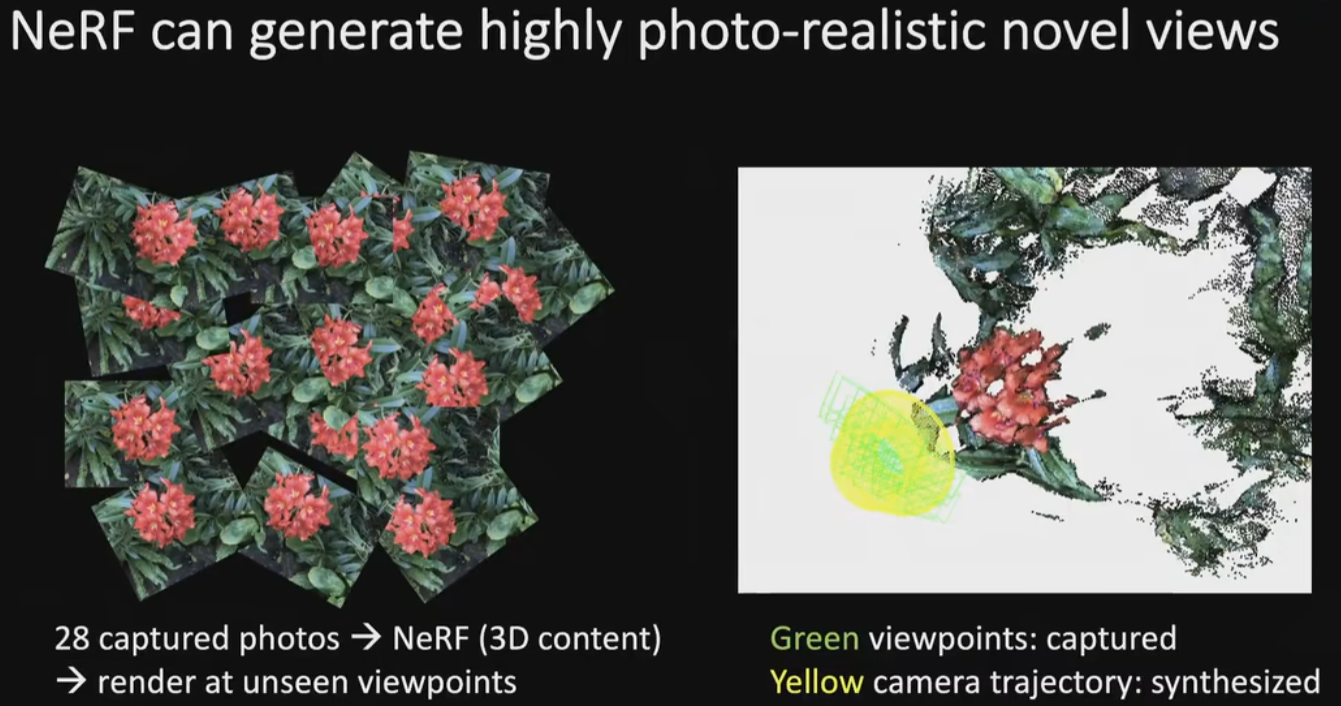 NeRF can generate highly photo-realistic novel views
28 captured photos → NeRF (3D content)
→ render at unseen viewpoints
Green viewpoints: captured
Yellow camera trajectory: synthesized